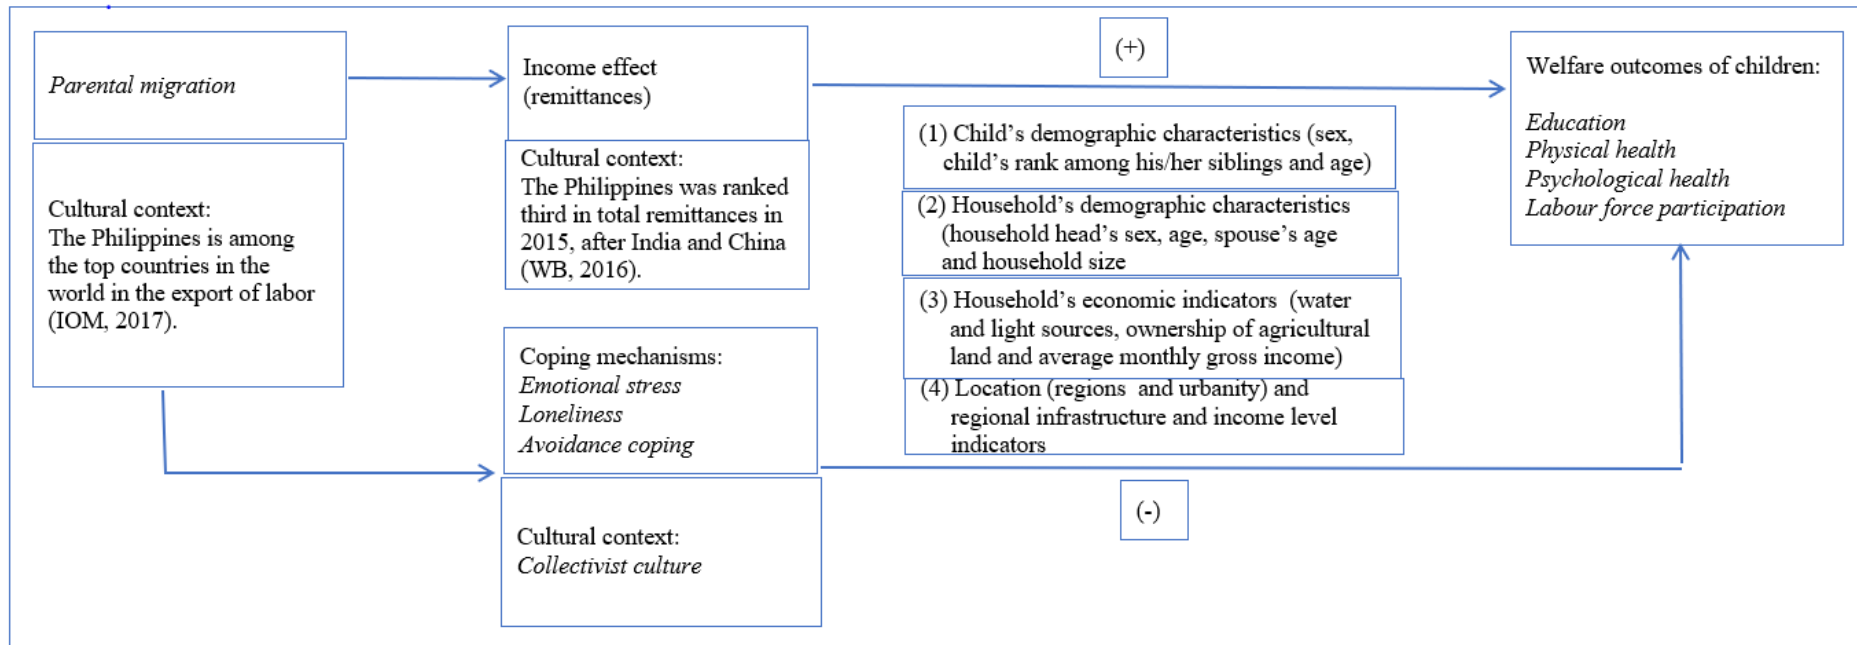 Parental migration
Cultural context:
The Philippines is among
the top countries in the
world in the export of labor
(IOM, 2017).
Income effect
(remittances)
Cultural context:
The Philippines was ranked
third in total remittances in
2015, after India and China
(WB, 2016).
Coping mechanisms:
Emotional stress
Loneliness
Avoidance coping
Cultural context:
Collectivist culture
(+)
(1) Child’s demographic characteristics (sex,
child’s rank among his/her siblings and age)
(2) Household’s demographic characteristics
(household head’s sex, age, spouse’s age
and household size
(3) Household’s economic indicators (water
and light sources, ownership of agricultural
land and average monthly gross income)
(4) Location (regions and urbanity) and
regional infrastructure and income level
indicators
(-)
Welfare outcomes of children:
Education
Physical health
Psychological health
Labour force participation